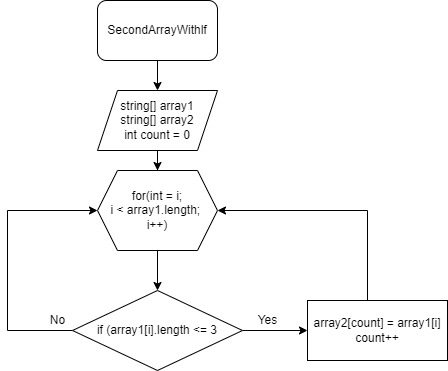 SecondArrayWithIf
string[] array1
string[] array2
int count = 0
for(int = i;
i < array1.length;
i++)
No
if (array1[i].length <= 3
Yes
array2[count] = array1[i]
count++